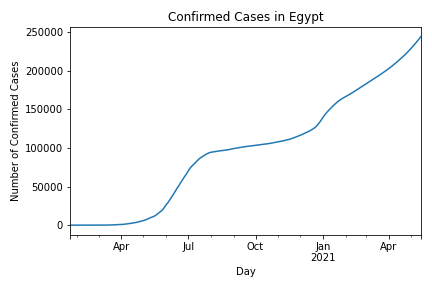 Confirmed Cases in Egypt
250000
200000
150000
100000
50000
0
Number of Confirmed Cases
Apr
Jul
Oct
Jan
2021
Apr
Day